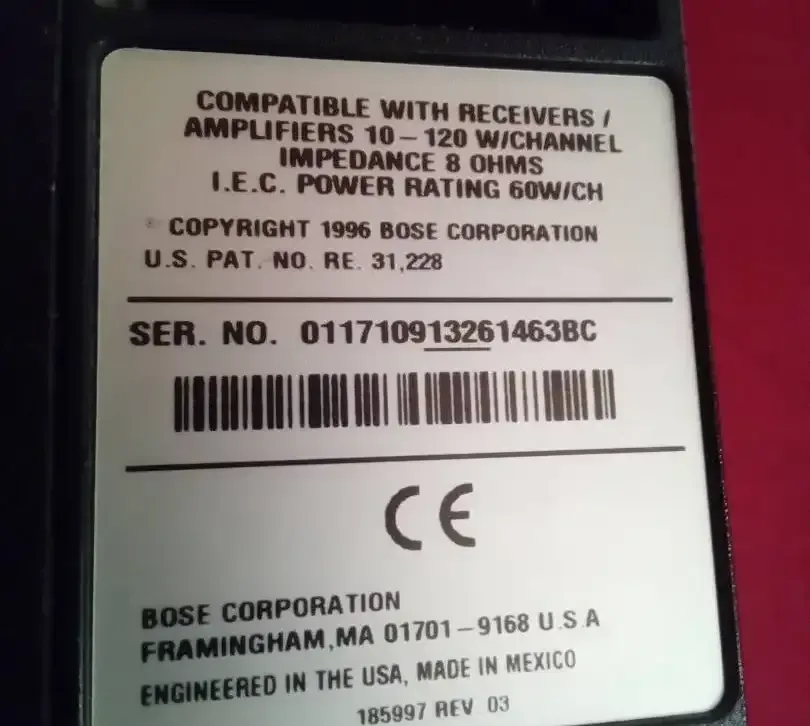 COMPATIBLE WITH RECEIVERS /
AMPLIFIERS 10 – 120 W/CHANNEL
IMPEDANCE 8 OHMS
I.E.C. POWER RATING 60W/CH
COPYRIGHT 1996 BOSE CORPORATION
U.S. PAT. NO. RE. 31,228
SER. NO. 011710913261463BC
CE
BOSE CORPORATION
FRAMINGHAM,MA 01701 – 9168 U.S.A
ENGINEERED IN THE USA, MADE IN MEXICO
185997 REV 03